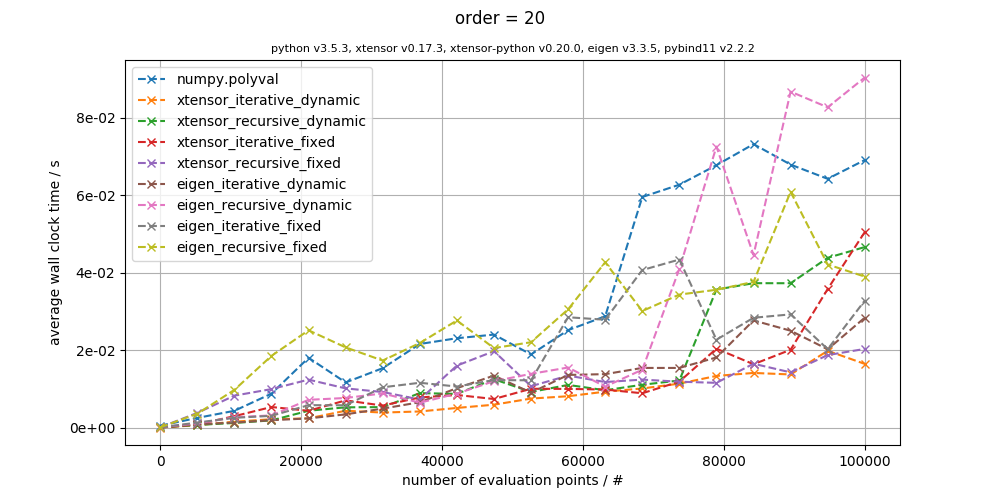 order = 20
python v3.5.3, xtensor v0.17.3, xtensor-python v0.20.0, eigen v3.3.5, pybind11 v2.2.2
numpy.polyval
xtensor_iterative_dynamic
xtensor_recursive_dynamic
xtensor_iterative_fixed
xtensor_recursive_fixed
eigen_iterative_dynamic
eigen_recursive_dynamic
eigen_iterative_fixed
eigen_recursive_fixed
average wall clock time / s
8e-02
6e-02
4e-02
2e-02
0e+00
0 20000 40000 60000 80000 100000
number of evaluation points / #